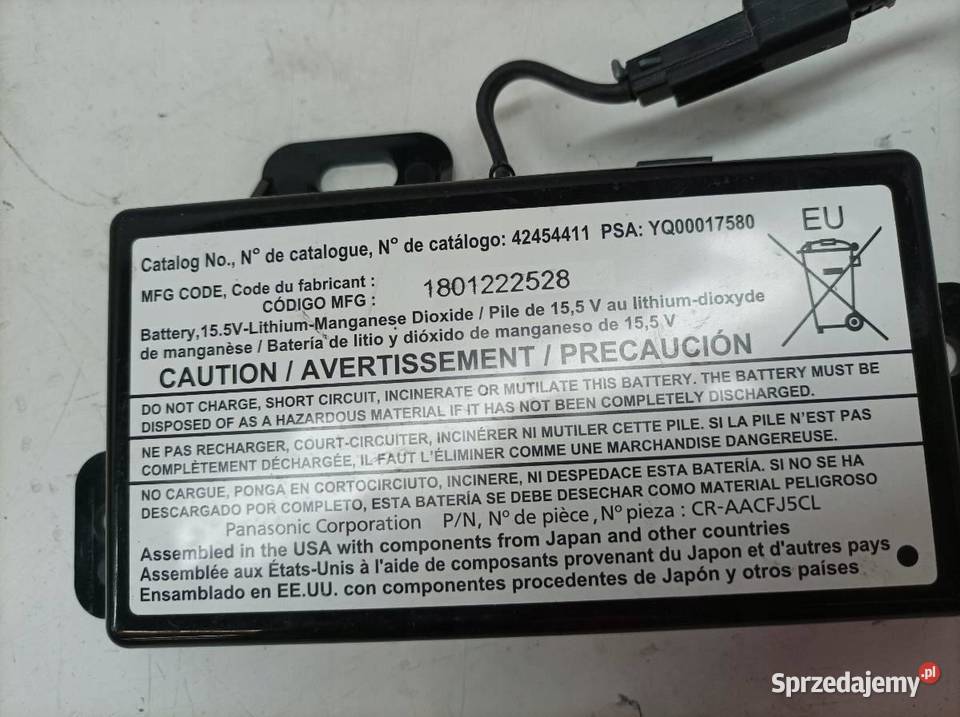 Catalog No., Nº de catalogue, Nº de catálogo: 42454411 PSA: YQ00017580
EU
MFG CODE, Code du fabricant :
CÓDIGO MFG : 1801222528
Battery,15.5V-Lithium-Manganese Dioxide / Pile de 15,5 V au lithium-dioxyde
de manganèse / Batería de litio y dióxido de manganeso de 15,5 V
CAUTION / AVERTISSEMENT / PRECAUCIÓN
DO NOT CHARGE, SHORT CIRCUIT, INCINERATE OR MUTILATE THIS BATTERY. THE BATTERY MUST BE
DISPOSED OF AS A HAZARDOUS MATERIAL IF IT HAS NOT BEEN COMPLETELY DISCHARGED.
NE PAS RECHARGER, COURT-CIRCUITER, INCINÉRER NI MUTILER CETTE PILE. SI LA PILE N'EST PAS
COMPLÈTEMENT DÉCHARGÉE, IL FAUT L'ÉLIMINER COMME UNE MARCHANDISE DANGEREUSE.
NO CARGUE, PONGA EN CORTOCIRCIUTO, INCINERE, NI DESPEDACE ESTA BATERÍA. SI NO SE HA
DESCARGADO POR COMPLETO, ESTA BATERÍA SE DEBE DESECHAR COMO MATERIAL PELIGROSO
Panasonic Corporation P/N, Nº de pièce, Nº pieza : CR-AACFJ5CL
Assembled in the USA with components from Japan and other countries
Assemblée aux États-Unis à l'aide de composants provenant du Japon et d'autres pays
Ensamblado en EE.UU. con componentes procedentes de Japón y otros países
Sprzedajemy.pl